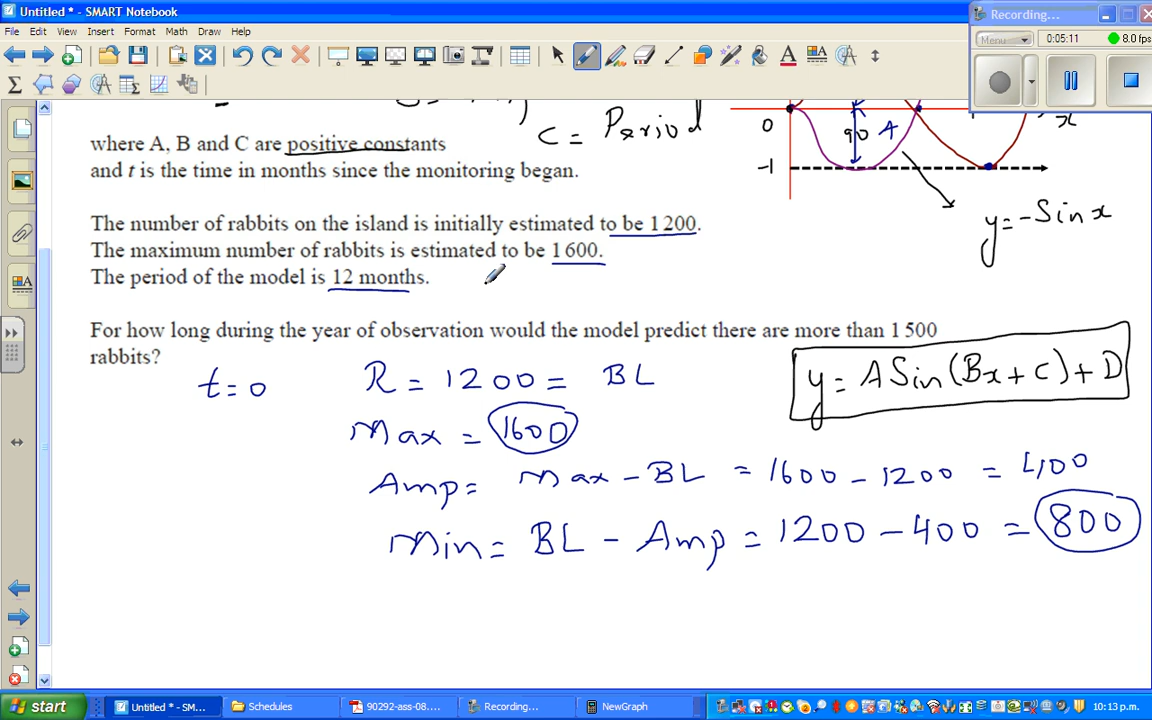 Untitled * - SMART Notebook
Recording...
File Edit View Insert Format Math Draw Help
Menu 0:05:11 8.0 fps
C = Period
where A, B and C are positive constants
and t is the time in months since the monitoring began.
0 90 A x
-1
y = -Sin x
The number of rabbits on the island is initially estimated to be 1 200.
The maximum number of rabbits is estimated to be 1 600.
The period of the model is 12 months.
For how long during the year of observation would the model predict there are more than 1 500
rabbits?
y = A Sin (Bx + C) + D
t = 0 R = 1200 = BL
Max = 1600
Amp = Max - BL = 1600 - 1200 = 400
Min = BL - Amp = 1200 - 400 = 800
start Untitled * - SM... Schedules 90292-ass-08.... Recording... NewGraph 10:13 p.m.